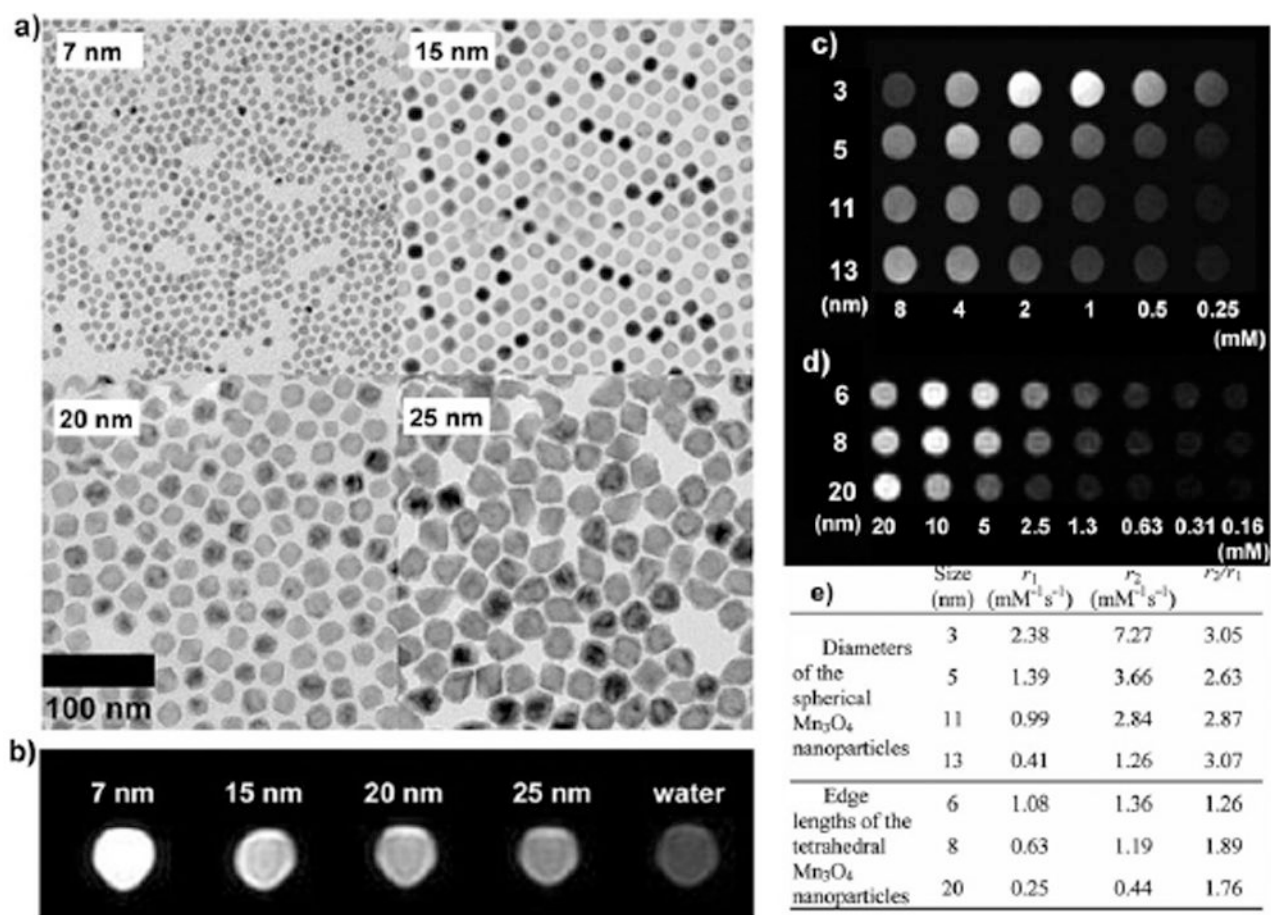 a)
7 nm
15 nm
20 nm
25 nm
100 nm
b)
7 nm 15 nm 20 nm 25 nm water
c)
3
5
11
13
(nm) 8 4 2 1 0.5 0.25
(mM)
d)
6
8
20
(nm) 20 10 5 2.5 1.3 0.63 0.31 0.16
(mM)
e)
Size (nm) r₁ (mM⁻¹s⁻¹) r₂ (mM⁻¹s⁻¹) r₂/r₁
Diameters
of the
spherical
Mn₃O₄
nanoparticles
3 2.38 7.27 3.05
5 1.39 3.66 2.63
11 0.99 2.84 2.87
13 0.41 1.26 3.07
Edge
lengths of the
tetrahedral
Mn₃O₄
nanoparticles
6 1.08 1.36 1.26
8 0.63 1.19 1.89
20 0.25 0.44 1.76